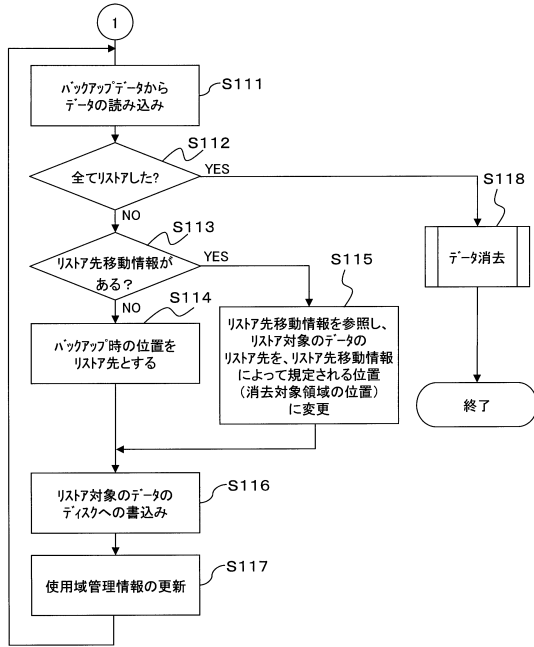 1
バックアップデータから
データの読み込み
S111
全てリストアした？
S112
YES
NO
S118
データ消去
終了
リストア先移動情報が
ある？
S113
YES
NO
S115
リストア先移動情報を参照し、
リストア対象のデータの
リストア先を、リストア先移動情報
によって規定される位置
（消去対象領域の位置）
に変更
S114
バックアップ時の位置を
リストア先とする
S116
リストア対象のデータの
ディスクへの書込み
S117
使用域管理情報の更新